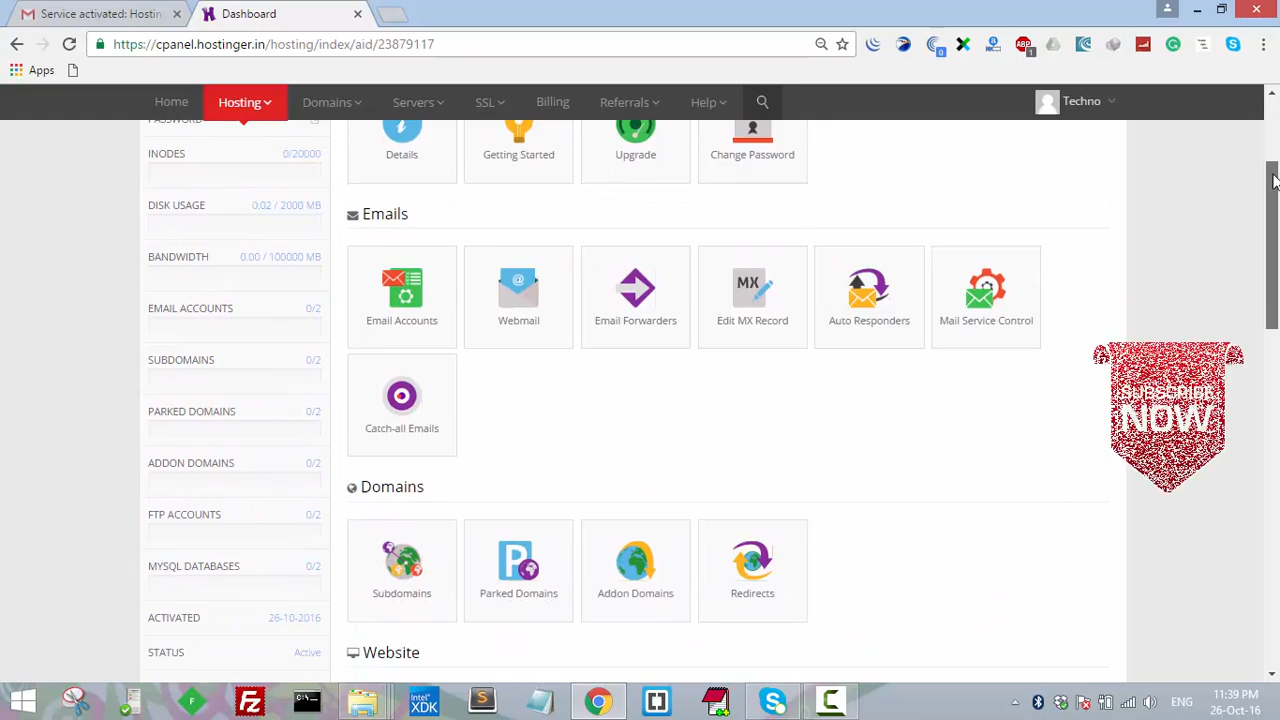 Service activated: Hostin
Dashboard
https://cpanel.hostinger.in/hosting/index/aid/23879117
Apps
Home Hosting Domains Servers SSL Billing Referrals Help Techno
PASSWORD
Details Getting Started Upgrade Change Password
INODES 0/20000
DISK USAGE 0.02 / 2000 MB
BANDWIDTH 0.00 / 100000 MB
EMAIL ACCOUNTS 0/2
SUBDOMAINS 0/2
PARKED DOMAINS 0/2
ADDON DOMAINS 0/2
FTP ACCOUNTS 0/2
MYSQL DATABASES 0/2
ACTIVATED 26-10-2016
STATUS Active
Emails
MX
Email Accounts Webmail Email Forwarders Edit MX Record Auto Responders Mail Service Control
Catch-all Emails
Domains
P
Subdomains Parked Domains Addon Domains Redirects
Website
SUBSCRIBE
NOW
INTEL
XDK
ENG
11:39 PM
26-Oct-16